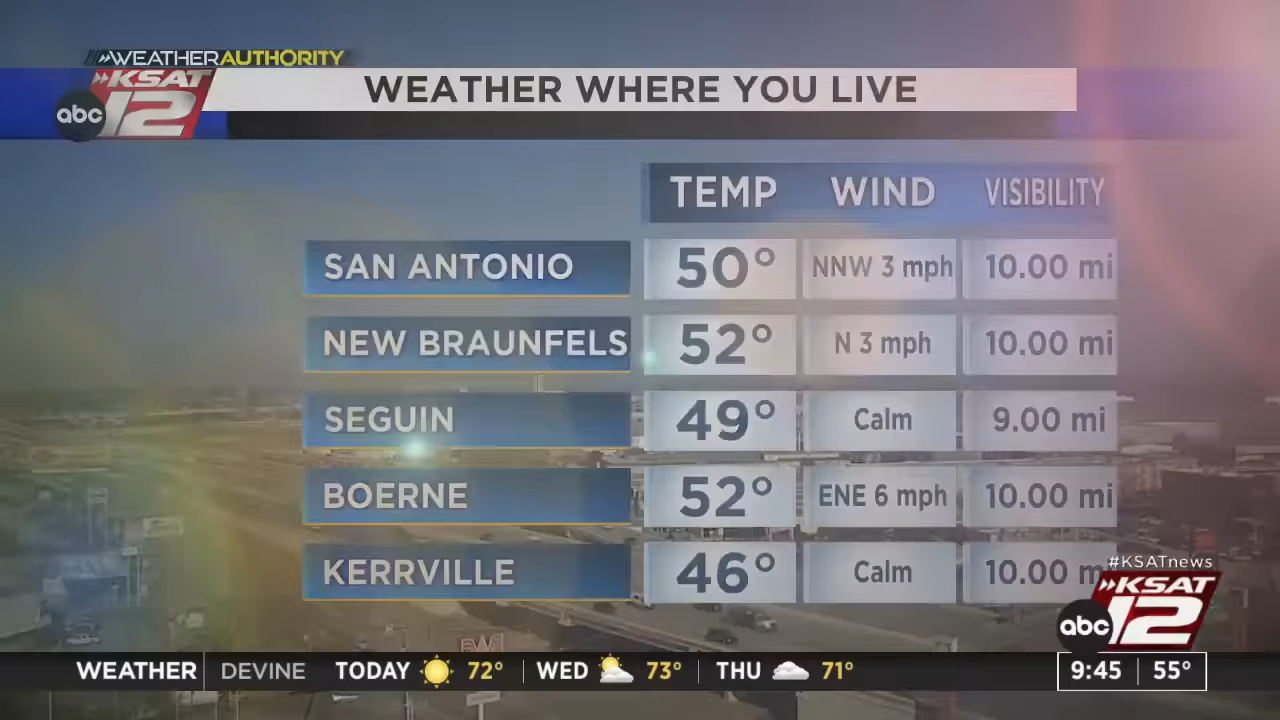 WEATHERAUTHORITY
KSAT
abc 12
WEATHER WHERE YOU LIVE
TEMP WIND VISIBILITY
SAN ANTONIO 50° NNW 3 mph 10.00 mi
NEW BRAUNFELS 52° N 3 mph 10.00 mi
SEGUIN 49° Calm 9.00 mi
BOERNE 52° ENE 6 mph 10.00 mi
KERRVILLE 46° Calm 10.00 m
#KSATnews
KSAT
abc 12
W
WEATHER DEVINE TODAY 72° WED 73° THU 71° 9:45 55°